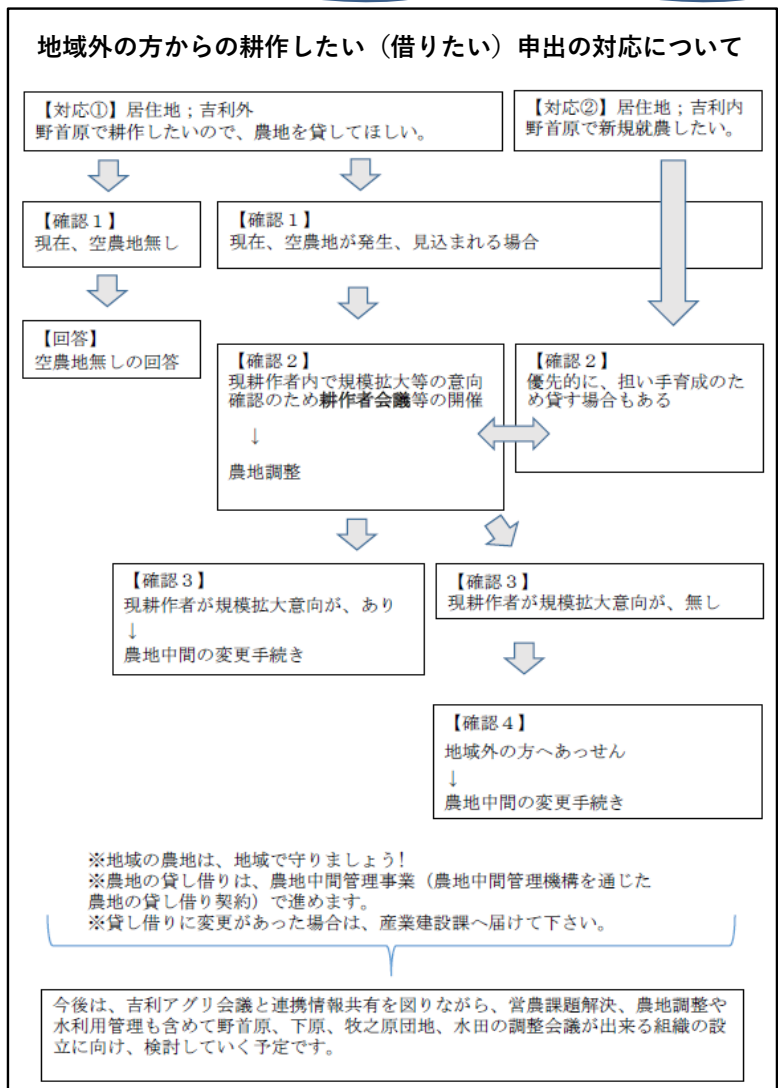 地域外の方からの耕作したい（借りたい）申出の対応について
【対応①】居住地；吉利外
野首原で耕作したいので、農地を貸してほしい。
【対応②】居住地；吉利内
野首原で新規就農したい。
【確認１】
現在、空農地無し
【確認１】
現在、空農地が発生、見込まれる場合
【回答】
空農地無しの回答
【確認２】
現耕作者内で規模拡大等の意向
確認のため耕作者会議等の開催
↓
農地調整
【確認２】
優先的に、担い手育成のた
め貸す場合もある
【確認３】
現耕作者が規模拡大意向が、あり
↓
農地中間の変更手続き
【確認３】
現耕作者が規模拡大意向が、無し
【確認４】
地域外の方へあっせん
↓
農地中間の変更手続き
※地域の農地は、地域で守りましょう！
※農地の貸し借りは、農地中間管理事業（農地中間管理機構を通じた
農地の貸し借り契約）で進めます。
※貸し借りに変更があった場合は、産業建設課へ届けて下さい。
今後は、吉利アグリ会議と連携情報共有を図りながら、営農課題解決、農地調整や
水利用管理も含めて野首原、下原、牧之原団地、水田の調整会議が出来る組織の設
立に向け、検討していく予定です。